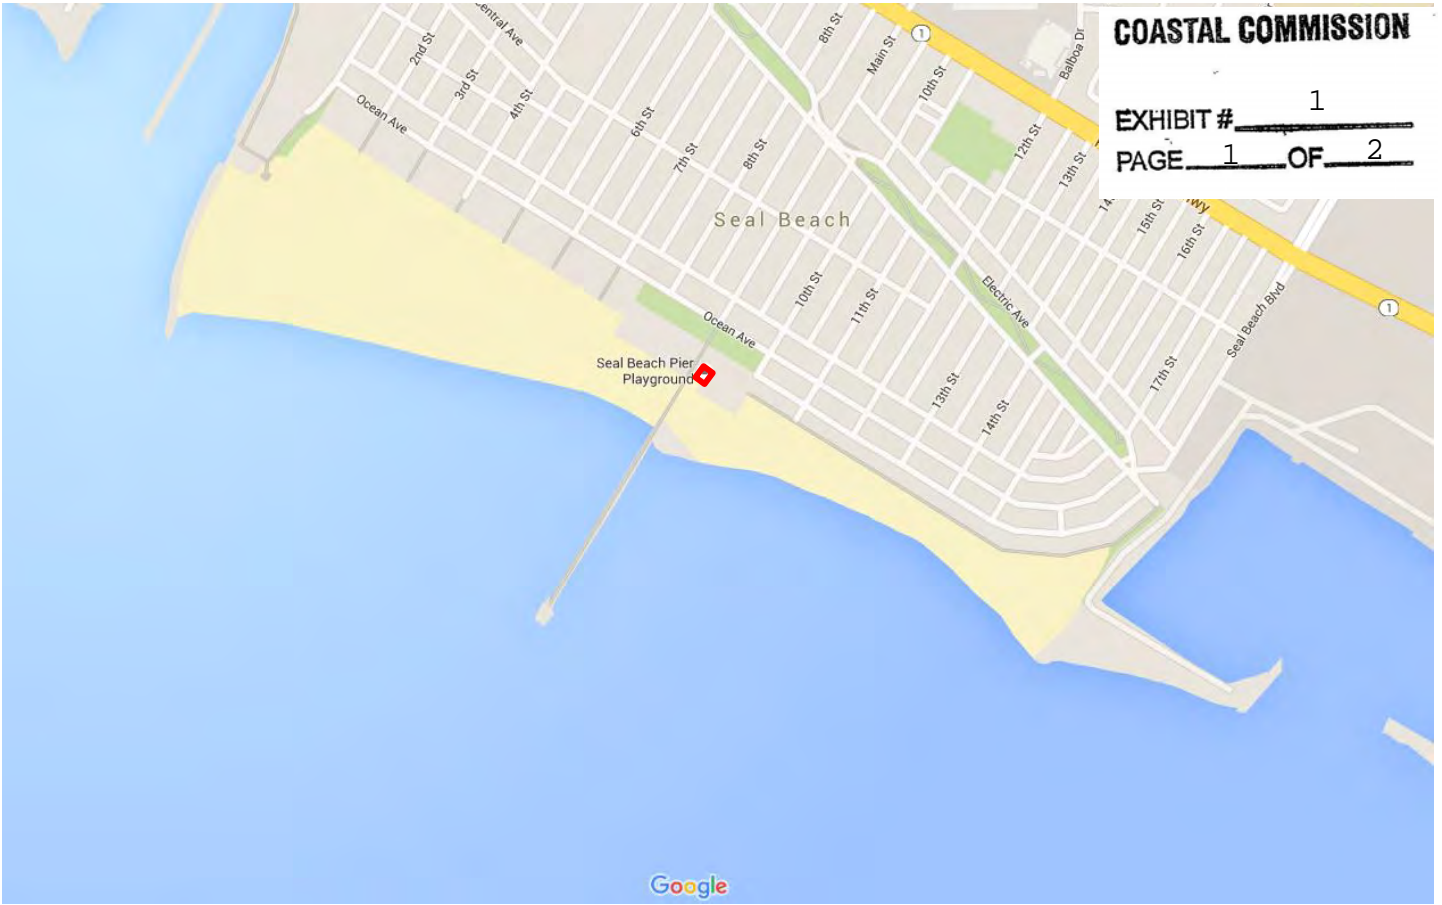 COASTAL COMMISSION
EXHIBIT # 1
PAGE 1 OF 2
Central Ave
2nd St
3rd St
4th St
Ocean Ave
6th St
7th St
8th St
8th St
Main St
1
10th St
Balboa Dr
12th St
13th St
14
15th St
16th St
Hwy
Seal Beach
10th St
11th St
Electric Ave
Seal Beach Blvd
1
Ocean Ave
Seal Beach Pier
Playground
13th St
14th St
17th St
Google